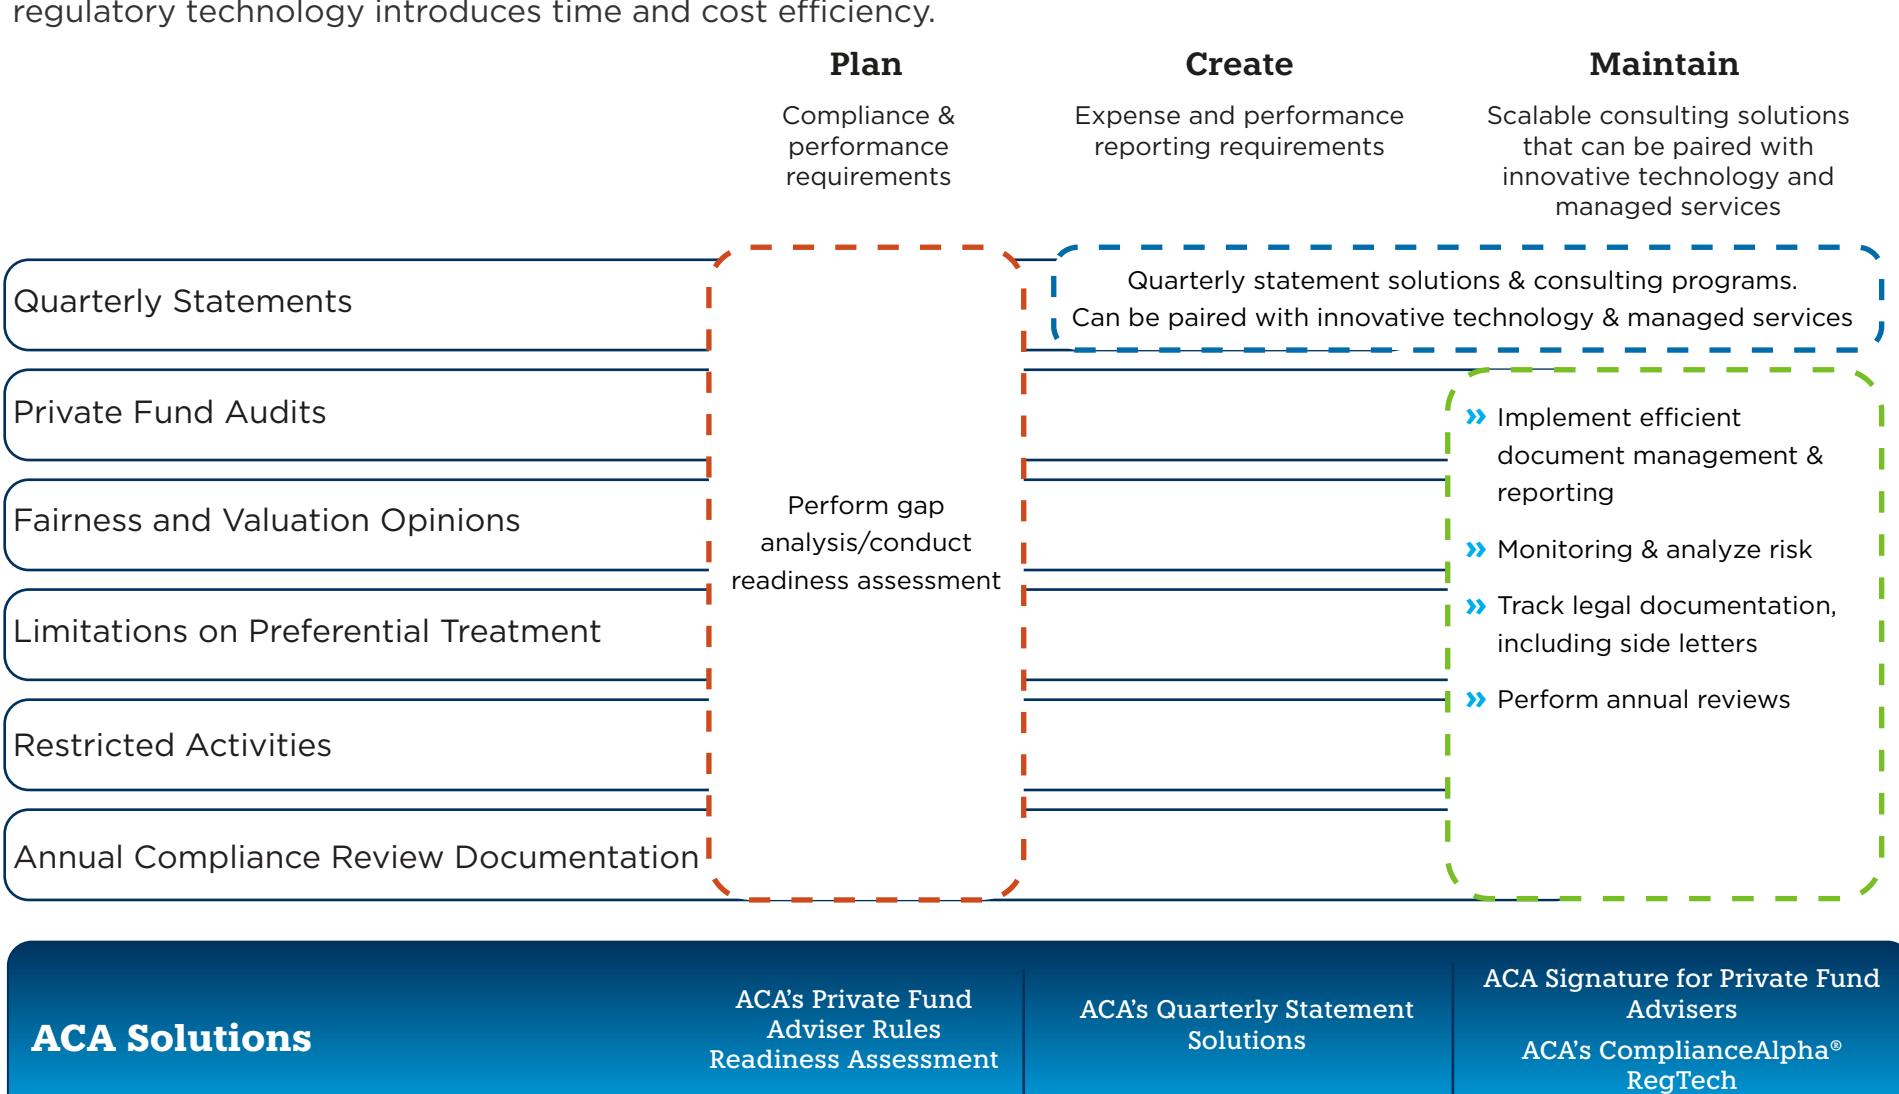 regulatory technology introduces time and cost efficiency.
Plan
Compliance &
performance
requirements
Create
Expense and performance
reporting requirements
Maintain
Scalable consulting solutions
that can be paired with
innovative technology and
managed services
Quarterly Statements
Quarterly statement solutions & consulting programs.
Can be paired with innovative technology & managed services
Private Fund Audits
Fairness and Valuation Opinions
Limitations on Preferential Treatment
Restricted Activities
Annual Compliance Review Documentation
Perform gap
analysis/conduct
readiness assessment
» Implement efficient
document management &
reporting
» Monitoring & analyze risk
» Track legal documentation,
including side letters
» Perform annual reviews
ACA Solutions
ACA's Private Fund
Adviser Rules
Readiness Assessment
ACA's Quarterly Statement
Solutions
ACA Signature for Private Fund
Advisers
ACA's ComplianceAlpha®
RegTech